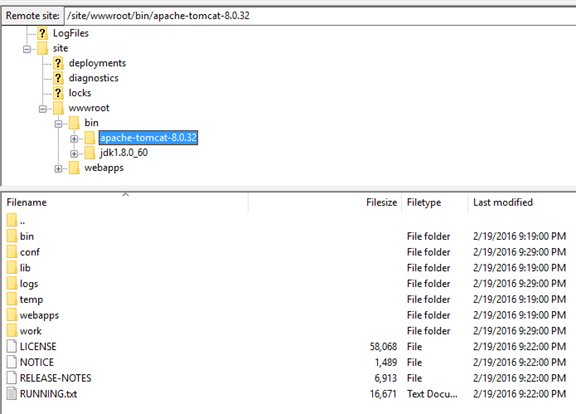 Remote site: /site/wwwroot/bin/apache-tomcat-8.0.32
? LogFiles
site
? deployments
? diagnostics
? locks
wwwroot
bin
apache-tomcat-8.0.32
jdk1.8.0_60
webapps
Filename Filesize Filetype Last modified
..
bin File folder 2/19/2016 9:19:00 PM
conf File folder 2/19/2016 9:29:00 PM
lib File folder 2/19/2016 9:19:00 PM
logs File folder 2/19/2016 9:29:00 PM
temp File folder 2/19/2016 9:19:00 PM
webapps File folder 2/19/2016 9:19:00 PM
work File folder 2/19/2016 9:29:00 PM
LICENSE 58,068 File 2/19/2016 9:22:00 PM
NOTICE 1,489 File 2/19/2016 9:22:00 PM
RELEASE-NOTES 6,913 File 2/19/2016 9:22:00 PM
RUNNING.txt 16,671 Text Docu... 2/19/2016 9:22:00 PM